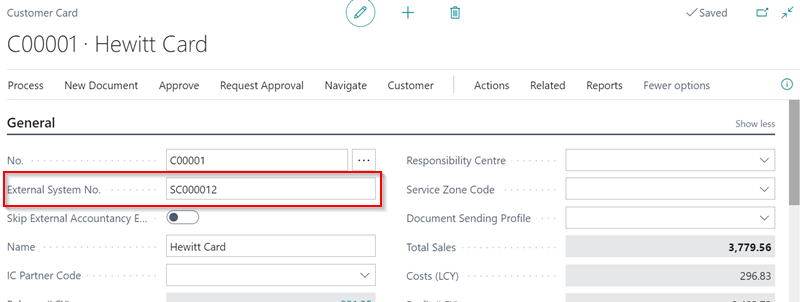 Customer Card
Saved
C00001 · Hewitt Card
Process New Document Approve Request Approval Navigate Customer Actions Related Reports Fewer options
General Show less
No. C00001 ...
External System No. SC000012
Skip External Accountancy E...
Name Hewitt Card
IC Partner Code
Responsibility Centre
Service Zone Code
Document Sending Profile
Total Sales 3,779.56
Costs (LCY) 296.83